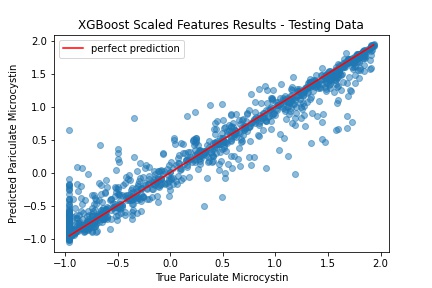 XGBoost Scaled Features Results - Testing Data
perfect prediction
2.0
1.5
1.0
0.5
0.0
−0.5
−1.0
Predicted Pariculate Microcystin
−1.0 −0.5 0.0 0.5 1.0 1.5 2.0
True Pariculate Microcystin